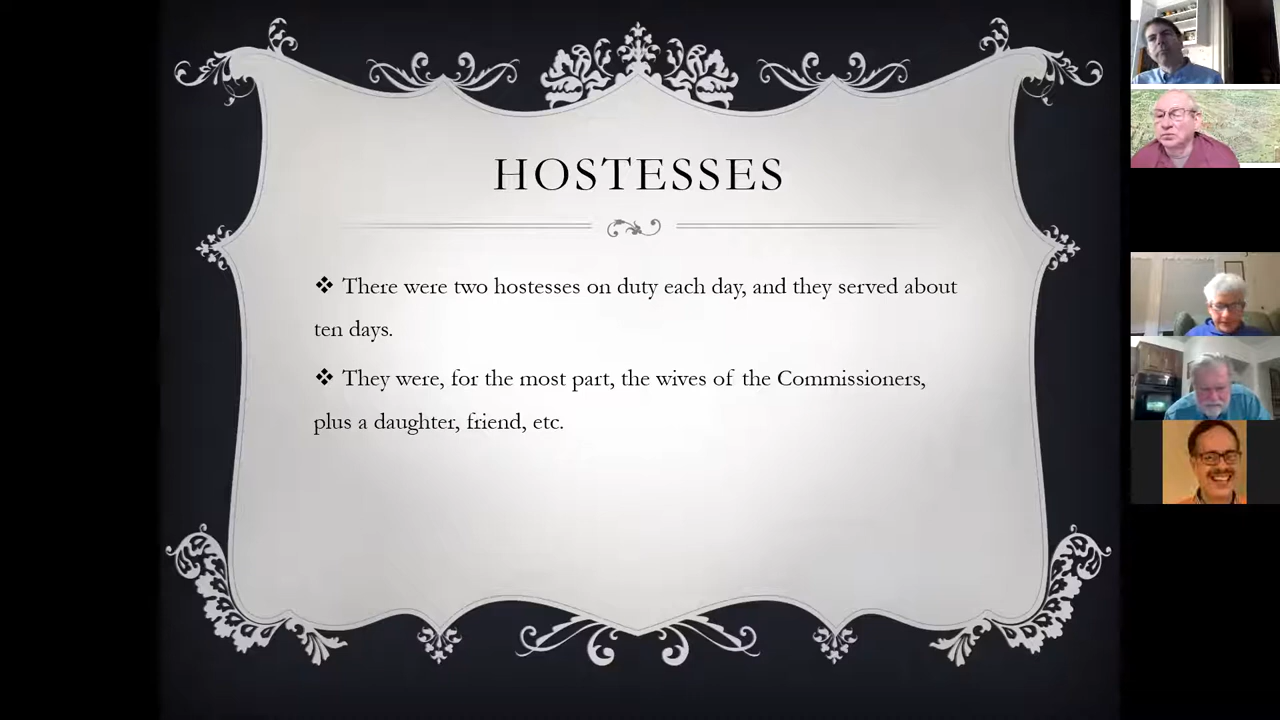 HOSTESSES
❖ There were two hostesses on duty each day, and they served about
ten days.
❖ They were, for the most part, the wives of the Commissioners,
plus a daughter, friend, etc.